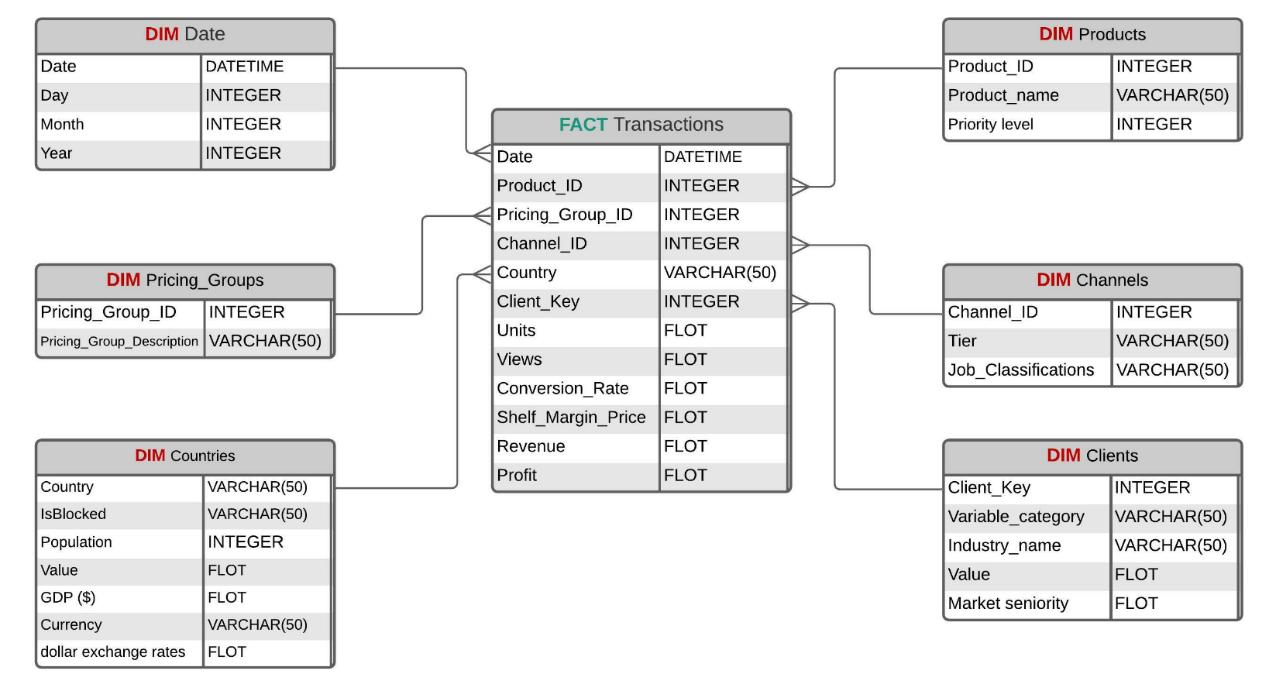 DIM Date
Date DATETIME
Day INTEGER
Month INTEGER
Year INTEGER
DIM Pricing_Groups
Pricing_Group_ID INTEGER
Pricing_Group_Description VARCHAR(50)
DIM Countries
Country VARCHAR(50)
IsBlocked VARCHAR(50)
Population INTEGER
Value FLOT
GDP ($) FLOT
Currency VARCHAR(50)
dollar exchange rates FLOT
FACT Transactions
Date DATETIME
Product_ID INTEGER
Pricing_Group_ID INTEGER
Channel_ID INTEGER
Country VARCHAR(50)
Client_Key INTEGER
Units FLOT
Views FLOT
Conversion_Rate FLOT
Shelf_Margin_Price FLOT
Revenue FLOT
Profit FLOT
DIM Products
Product_ID INTEGER
Product_name VARCHAR(50)
Priority level INTEGER
DIM Channels
Channel_ID INTEGER
Tier VARCHAR(50)
Job_Classifications VARCHAR(50)
DIM Clients
Client_Key INTEGER
Variable_category VARCHAR(50)
Industry_name VARCHAR(50)
Value FLOT
Market seniority FLOT